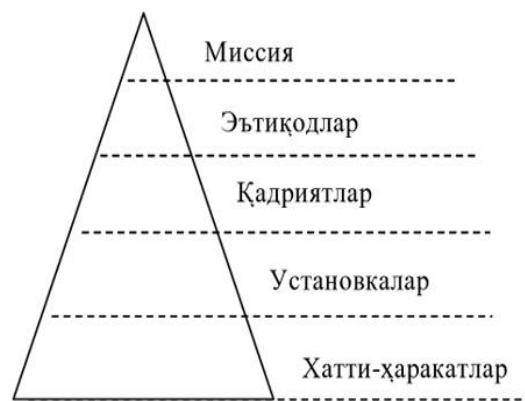 Миссия
Эътиқодлар
Қадриятлар
Установкалар
Хатти-ҳаракатлар